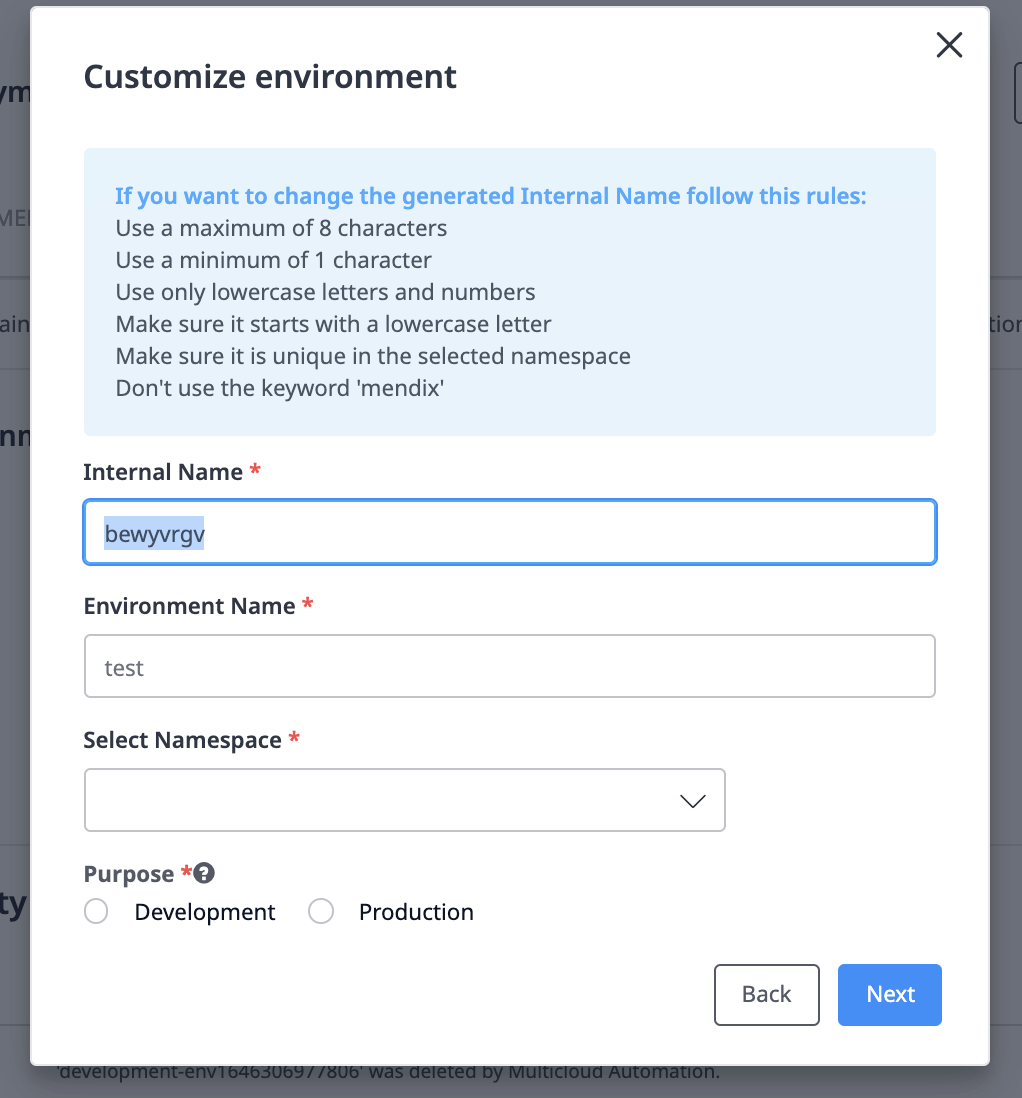 Customize environment
If you want to change the generated Internal Name follow this rules:
Use a maximum of 8 characters
Use a minimum of 1 character
Use only lowercase letters and numbers
Make sure it starts with a lowercase letter
Make sure it is unique in the selected namespace
Don't use the keyword 'mendix'
Internal Name *
bewyvrgv
Environment Name *
test
Select Namespace *
Purpose *
Development Production
Back Next
'development-env1646306977806' was deleted by Multicloud Automation.